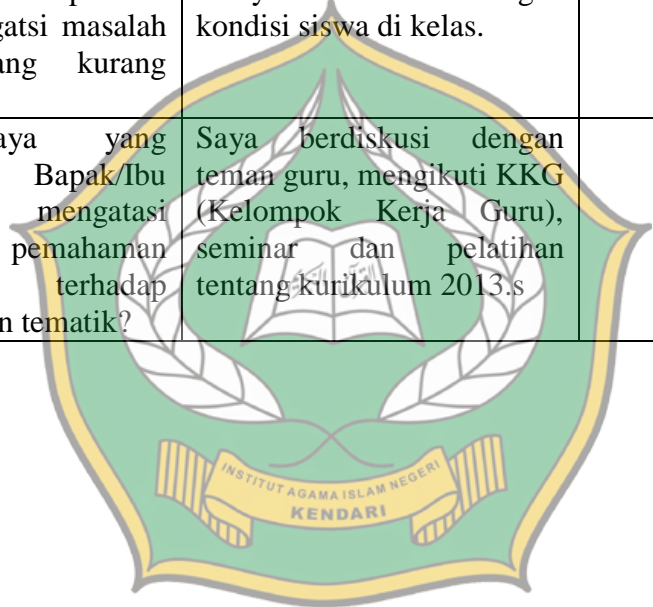 gatsi masalah
ang kurang
kondisi siswa di kelas.
aya yang
Bapak/Ibu
mengatasi
pemahaman
terhadap
n tematik?
Saya berdiskusi dengan
teman guru, mengikuti KKG
(Kelompok Kerja Guru),
seminar dan pelatihan
tentang kurikulum 2013.s
INSTITUT AGAMA ISLAM NEGERI
KENDARI